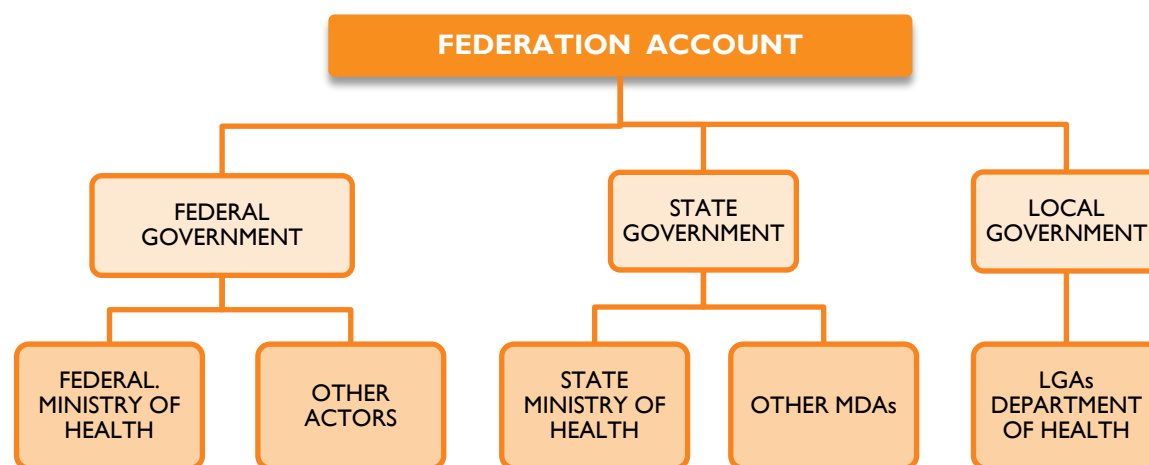 FEDERATION ACCOUNT
FEDERAL
GOVERNMENT
STATE
GOVERNMENT
LOCAL
GOVERNMENT
FEDERAL.
MINISTRY OF
HEALTH
OTHER
ACTORS
STATE
MINISTRY OF
HEALTH
OTHER MDAs
LGAs
DEPARTMENT
OF HEALTH